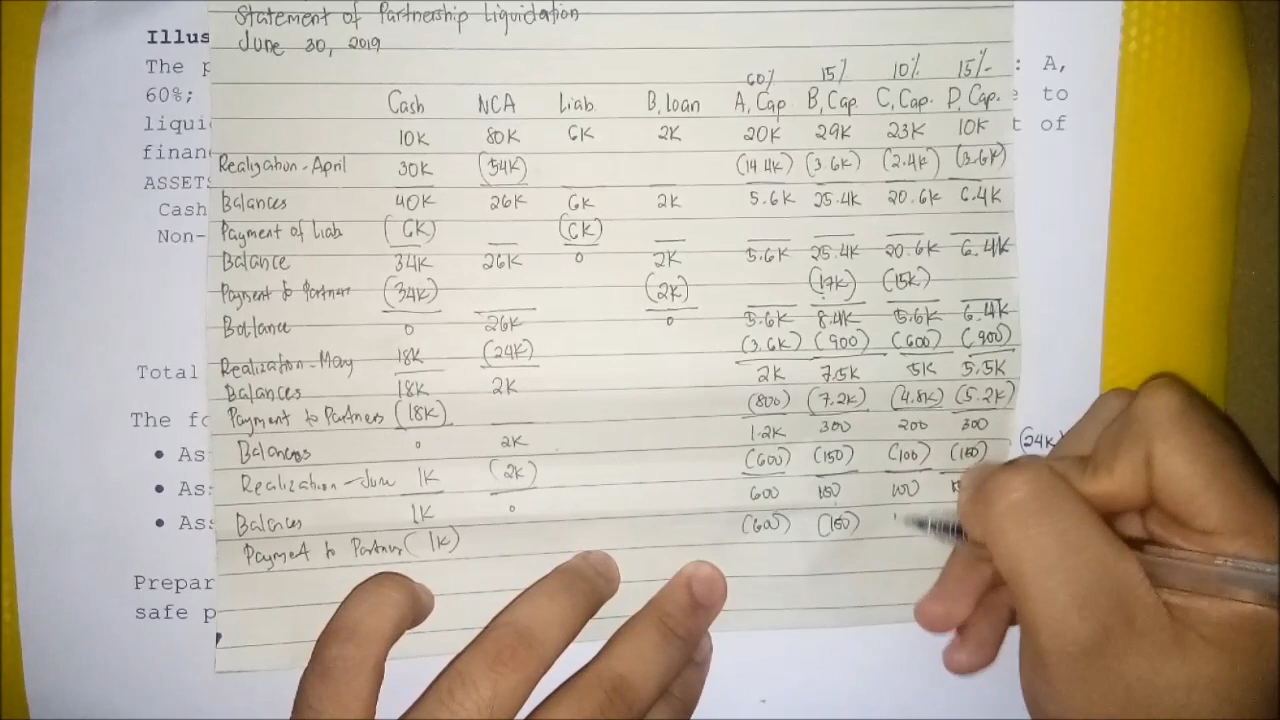 Statement of Partnership Liquidation
Illus
June 30, 2019
The p : A,
60% 15% 10% 15%
60%; Cash NCA Liab. B, loan A, Cap B, Cap. C, Cap. D, Cap. e to
liqui 10K 80K 6K 2K 20K 29K 23K 10K t of
finan Realization - April 30K (54K) (14.4K) (3.6K) (2.4K) (3.6K)
ASSETS
Cash Balances 40K 26K 6K 2K 5.6K 25.4K 20.6K 6.4K
Non- Payment of Liab (6K) (6K)
Balance 34K 26K 0 2K 5.6K 25.4K 20.6K 6.4K
Payment to Partners (34K) (2K) (17K) (15K)
Balance 0 26K 0 5.6K 8.4K 5.6K 6.4K
Total Realization - May 18K (24K) (3.6K) (900) (600) (900)
Balances 18K 2K 2K 7.5K 5K 5.5K
The fo Payment to Partners (18K) (800) (7.2K) (4.8K) (5.2K)
• As Balances 0 2K 1.2K 300 200 300 (24K)
• As Realization - June 1K (2K) (600) (150) (100) (150)
• As Balances 1K 0 600 150 100
Payment to Partner (1K) (600) (150)
Prepar
safe p